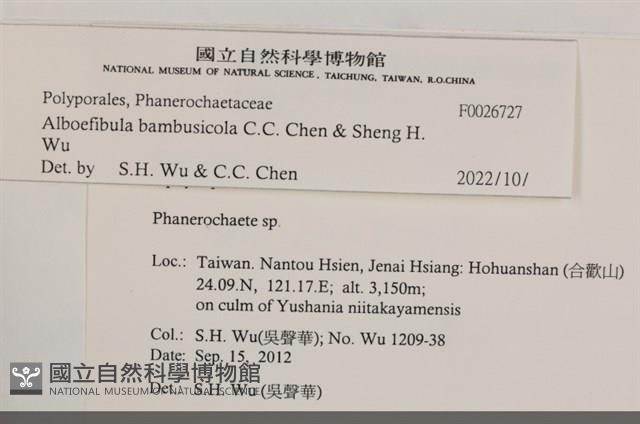 國立自然科學博物館
NATIONAL MUSEUM OF NATURAL SCIENCE, TAICHUNG, TAIWAN, R.O.CHINA
Polyporales, Phanerochaetaceae F0026727
Alboefibula bambusicola C.C. Chen & Sheng H.
Wu
Det. by S.H. Wu & C.C. Chen 2022/10/
Phanerochaete sp.
Loc.: Taiwan. Nantou Hsien, Jenai Hsiang: Hohuanshan (合歡山)
24.09.N, 121.17.E; alt. 3,150m;
on culm of Yushania niitakayamensis
Col.: S.H. Wu(吳聲華); No. Wu 1209-38
Date: Sep. 15, 2012
Det.: S.H. Wu (吳聲華)
國立自然科學博物館
NATIONAL MUSEUM OF NATURAL SCIENCE